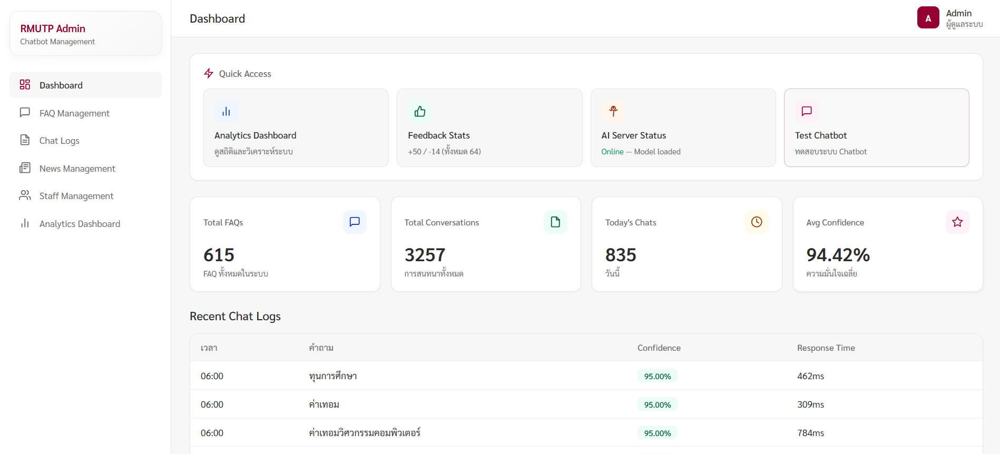 RMUTP Admin
Chatbot Management
Dashboard
FAQ Management
Chat Logs
News Management
Staff Management
Analytics Dashboard
Dashboard
A
Admin
ผู้ดูแลระบบ
Quick Access
Analytics Dashboard
ดูสถิติและวิเคราะห์ระบบ
Feedback Stats
+50 / -14 (ทั้งหมด 64)
AI Server Status
Online — Model loaded
Test Chatbot
ทดสอบระบบ Chatbot
Total FAQs
615
FAQ ทั้งหมดในระบบ
Total Conversations
3257
การสนทนาทั้งหมด
Today's Chats
835
วันนี้
Avg Confidence
94.42%
ความมั่นใจเฉลี่ย
Recent Chat Logs
เวลา คำถาม Confidence Response Time
06:00 ทุนการศึกษา 95.00% 462ms
06:00 ค่าเทอม 95.00% 309ms
06:00 ค่าเทอมวิศวกรรมคอมพิวเตอร์ 95.00% 784ms